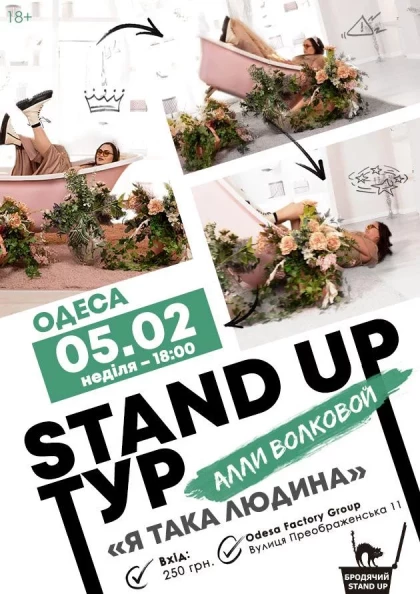 18+
ОДЕСА
05.02
неділя – 18:00
STAND UP
ТУР
АЛЛИ ВОЛКОВОЙ
«Я ТАКА ЛЮДИНА»
Вхід:
250 грн.
Odesa Factory Group
Вулиця Преображенська 11
БРОДЯЧИЙ
STAND UP